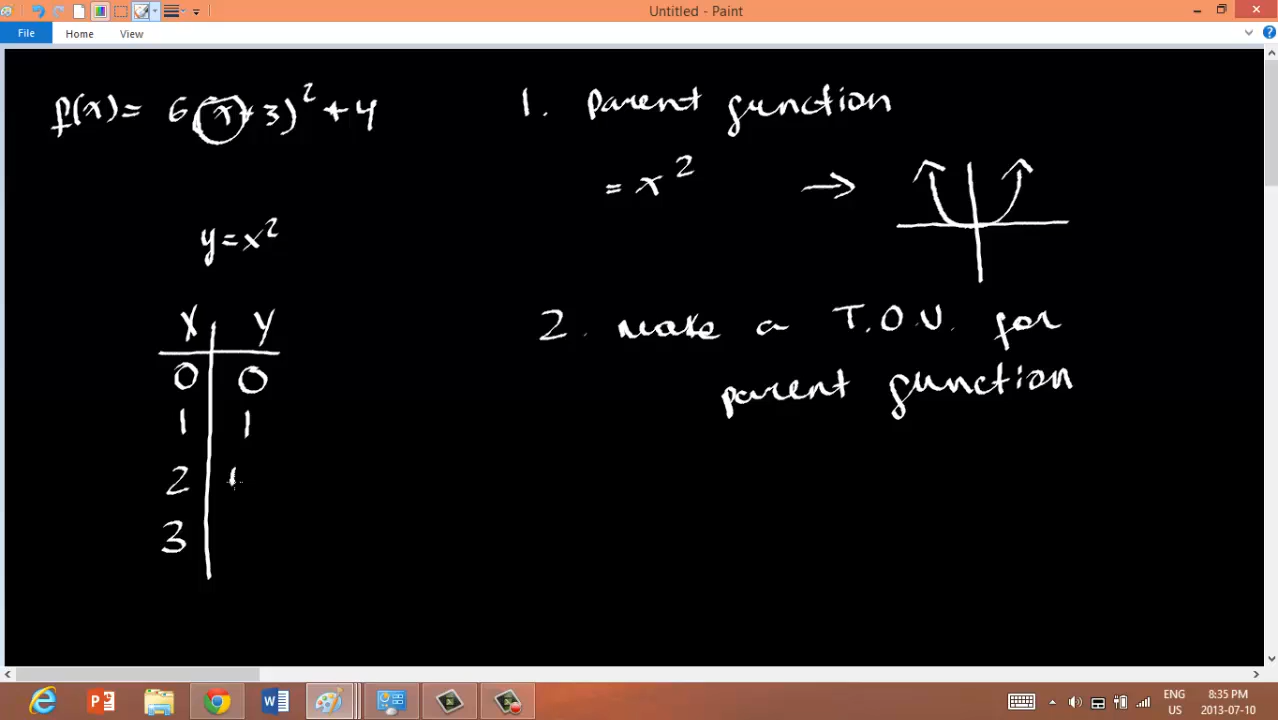 Untitled - Paint
File Home View
f(x) = 6(x+3)² + 4
1. Parent function
= x² →
y = x²
X Y
2. Make a T.O.V. for
parent function
0 0
1 1
2
3
ENG 8:35 PM
US 2013-07-10